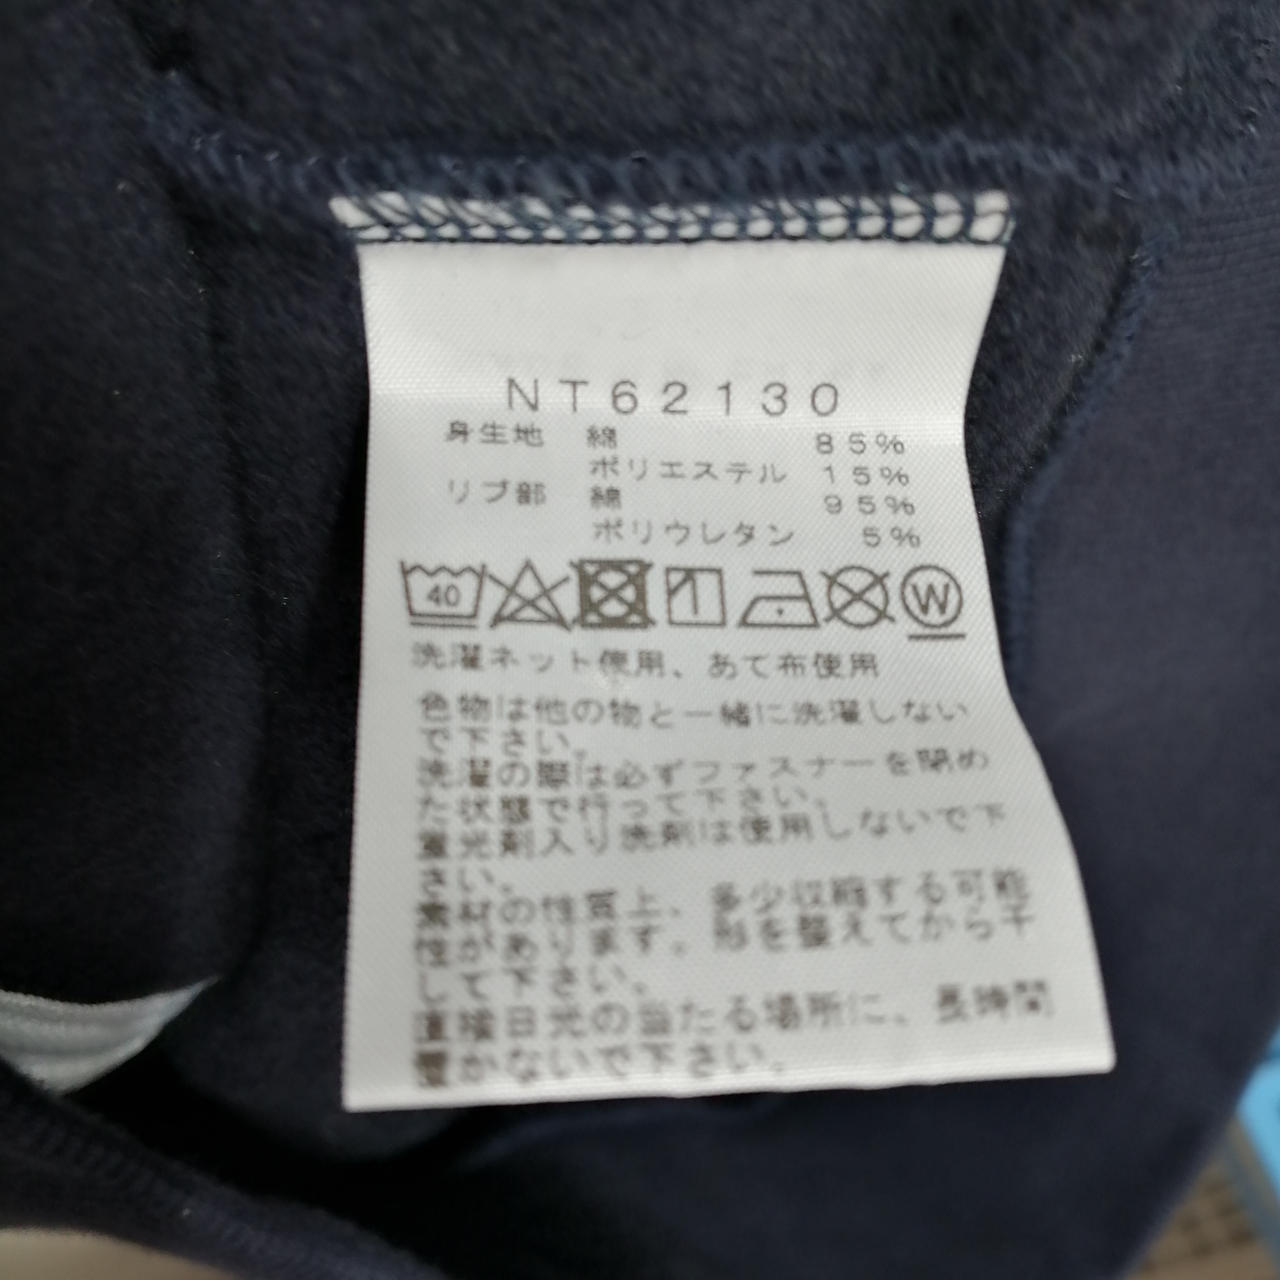 NT62130
身生地 綿 85%
ポリエステル 15%
リブ部 綿 95%
ポリウレタン 5%
40 W
洗濯ネット使用、あて布使用
色物は他の物と一緒に洗濯しない
で下さい。
洗濯の際は必ずファスナーを閉め
た状態で行って下さい。
蛍光剤入り洗剤は使用しないで下
さい。
素材の性質上、多少収縮する可能
性があります。形を整えてから干
して下さい。
直接日光の当たる場所に、長時間
置かないで下さい。